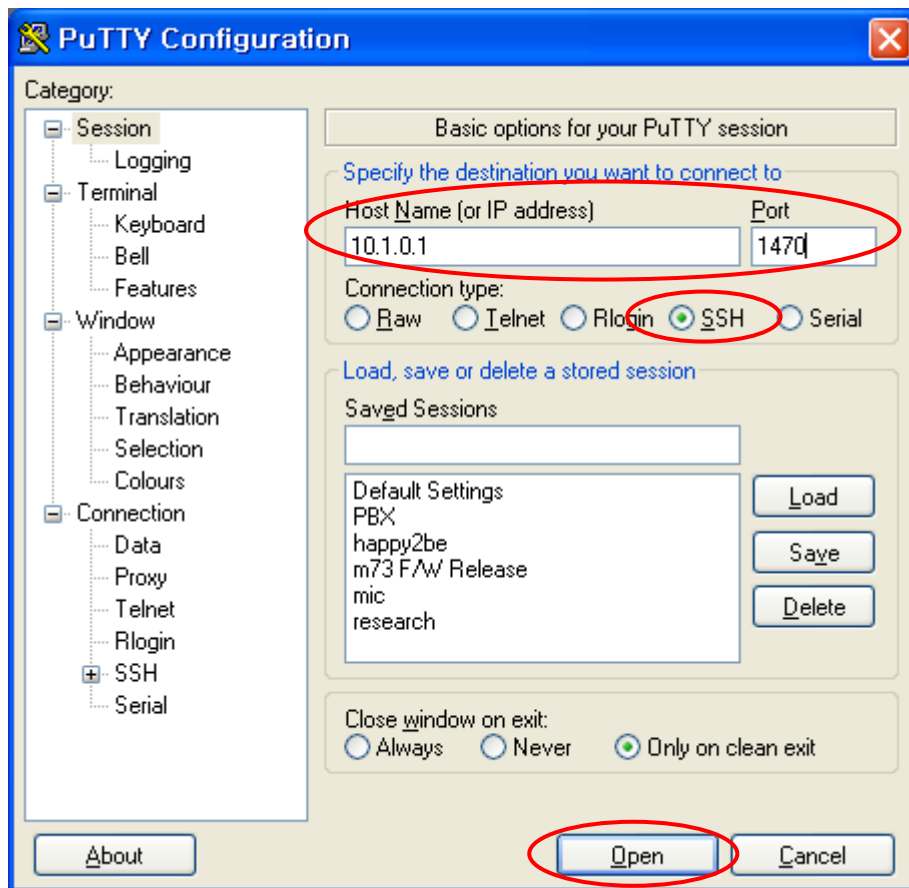 PuTTY Configuration
Category:
Session
Logging
Terminal
Keyboard
Bell
Features
Window
Appearance
Behaviour
Translation
Selection
Colours
Connection
Data
Proxy
Telnet
Rlogin
SSH
Serial
Basic options for your PuTTY session
Specify the destination you want to connect to
Host Name (or IP address) Port
10.1.0.1 1470
Connection type:
Raw Telnet Rlogin SSH Serial
Load, save or delete a stored session
Saved Sessions
Default Settings
PBX
happy2be
m73 F/W Release
mic
research
Load
Save
Delete
Close window on exit:
Always Never Only on clean exit
About Open Cancel